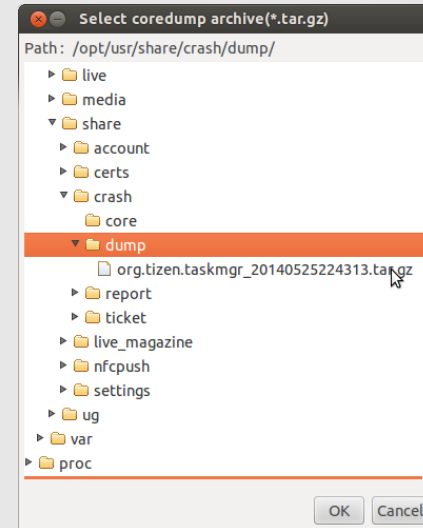 Select coredump archive(*.tar.gz)
Path: /opt/usr/share/crash/dump/
live
media
share
account
certs
crash
core
dump
org.tizen.taskmgr_20140525224313.tar.gz
report
ticket
live_magazine
nfcpush
settings
ug
var
proc
OK
Cancel